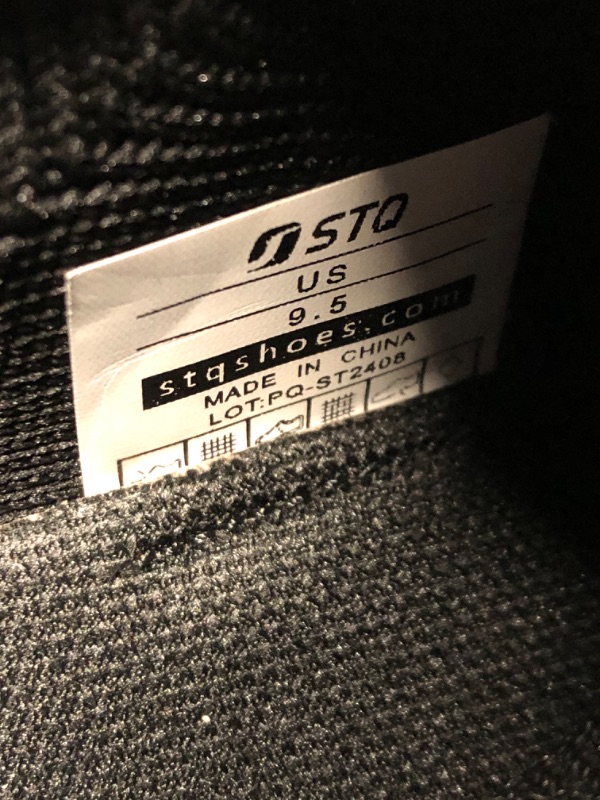 STQ
US
9.5
stqshoes.com
MADE IN CHINA
LOT:PQ-ST2408